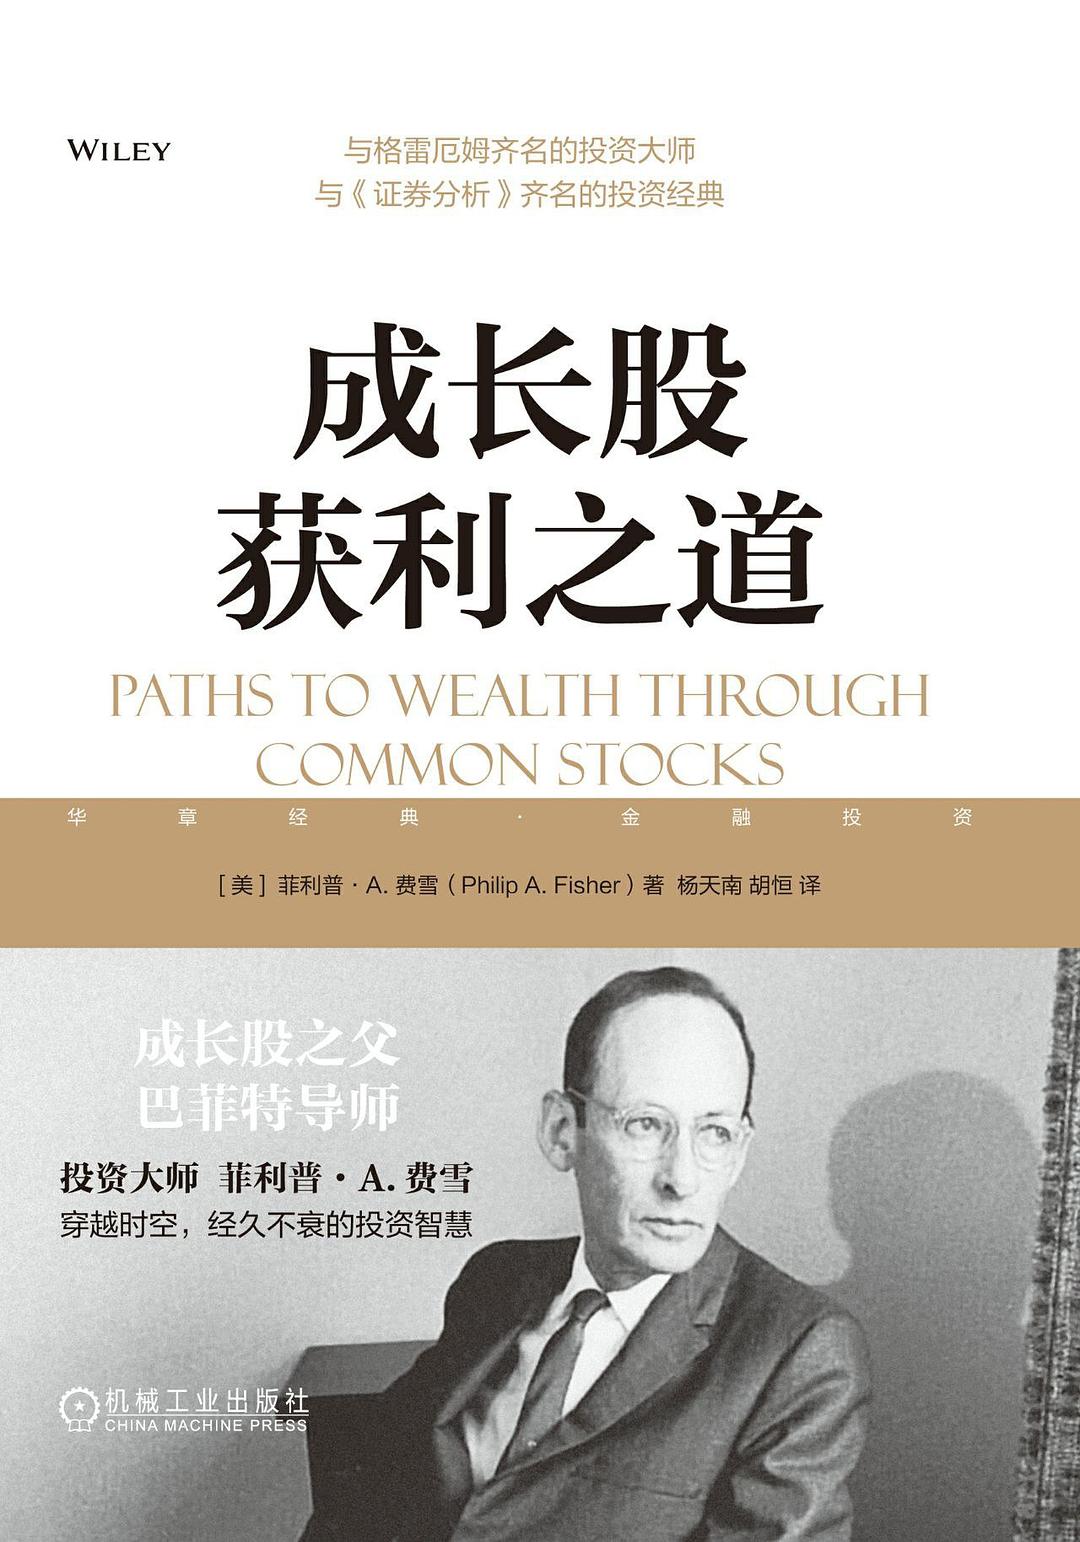 WILEY
与格雷厄姆齐名的投资大师
与《证券分析》齐名的投资经典
成长股
获利之道
PATHS TO WEALTH THROUGH
COMMON STOCKS
华章经典·金融投资
[美] 菲利普·A. 费雪(Philip A. Fisher)著 杨天南 胡恒 译
成长股之父
巴菲特导师
投资大师 菲利普·A. 费雪
穿越时空，经久不衰的投资智慧
机械工业出版社
CHINA MACHINE PRESS